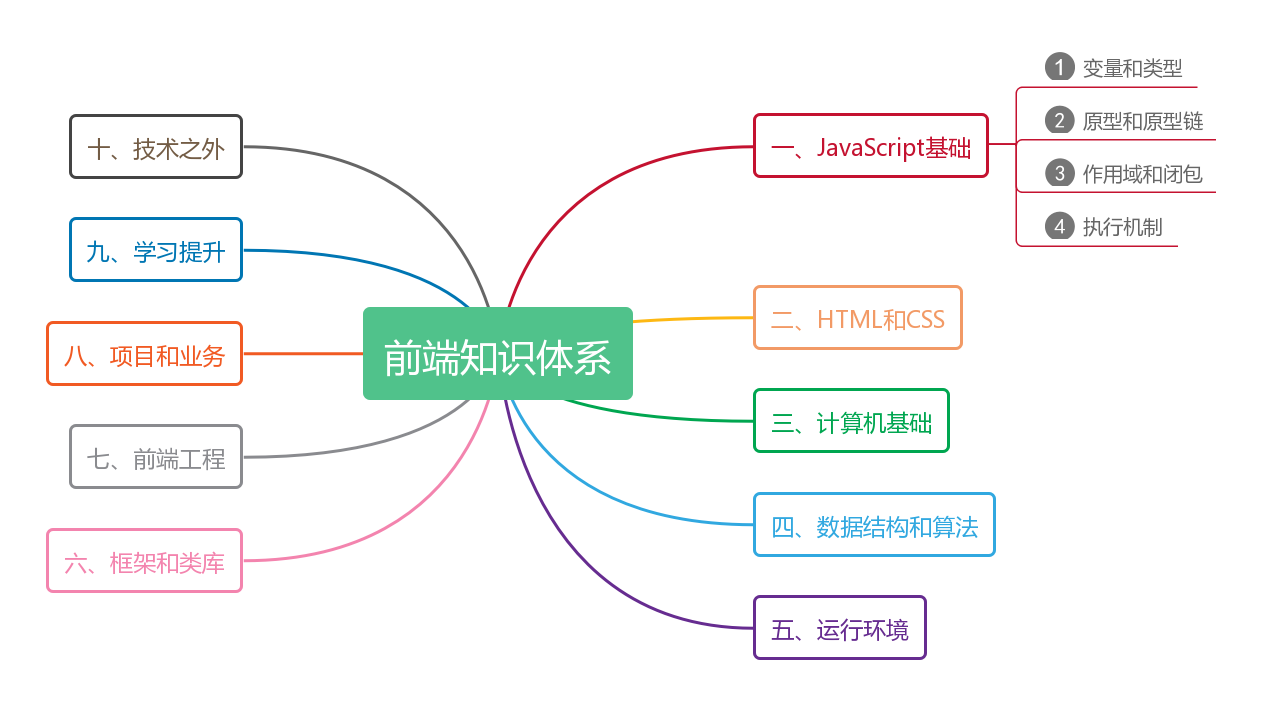 前端知识体系
一、JavaScript基础
1 变量和类型
2 原型和原型链
3 作用域和闭包
4 执行机制
二、HTML和CSS
三、计算机基础
四、数据结构和算法
五、运行环境
六、框架和类库
七、前端工程
八、项目和业务
九、学习提升
十、技术之外